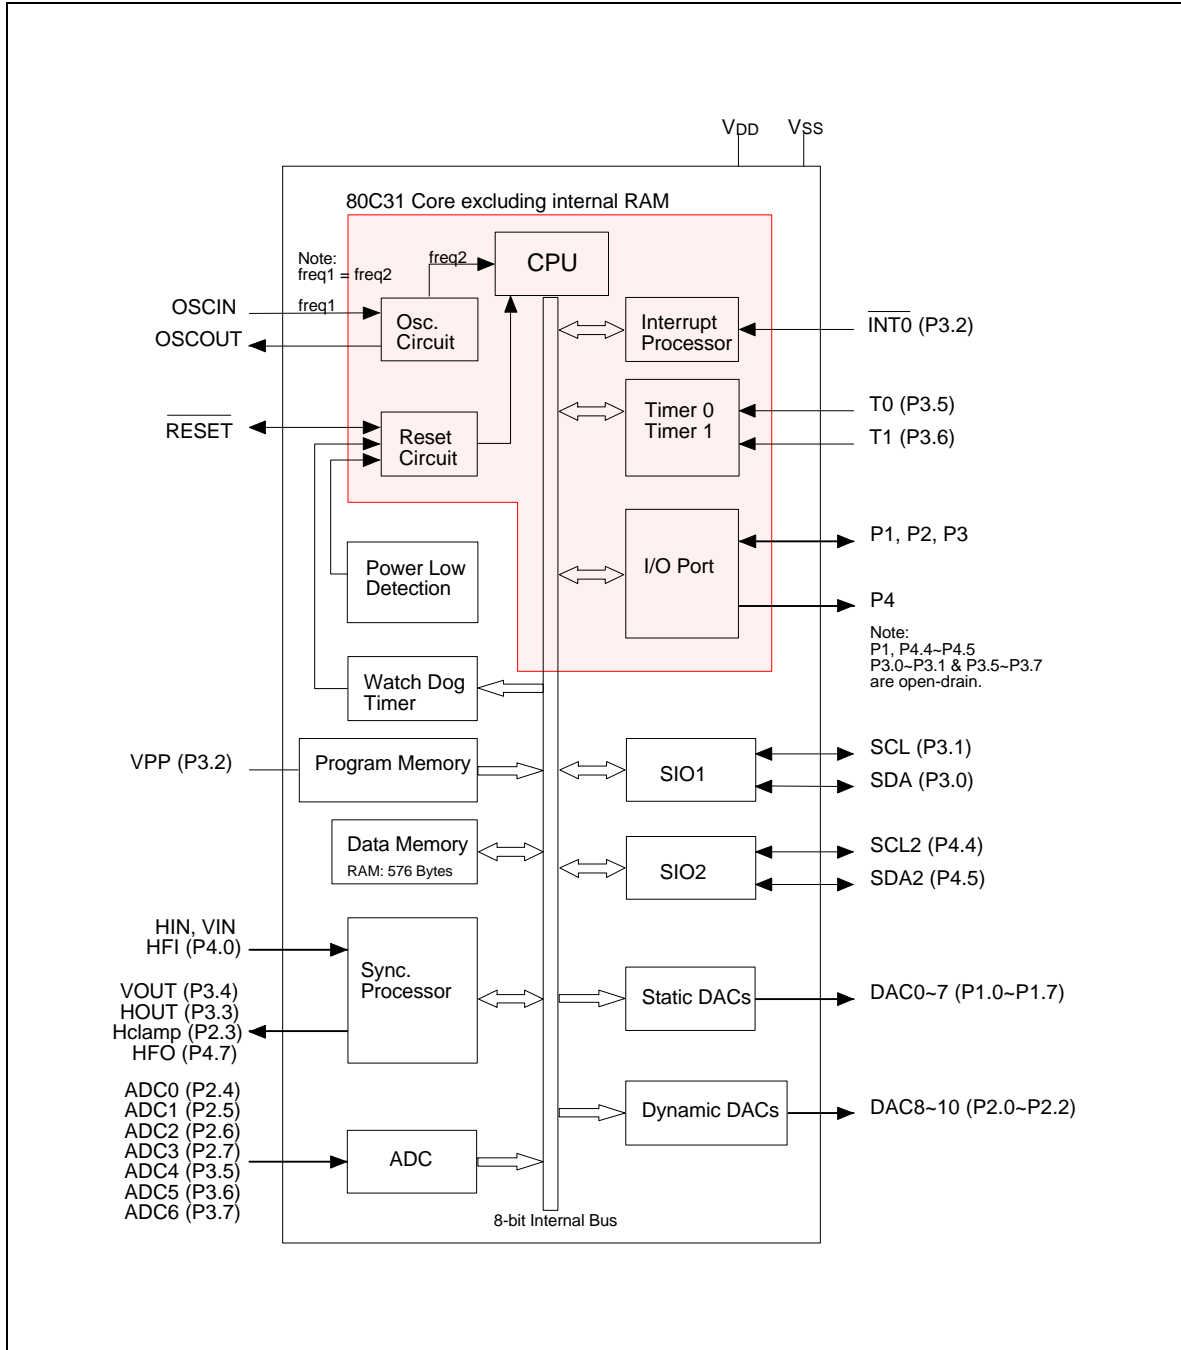 VDD
VSS
80C31 Core excluding internal RAM
Note:
freq1 = freq2
freq2
CPU
OSCIN
freq1
OSCOUT
Osc.
Circuit
Interrupt
Processor
INT0 (P3.2)
RESET
Reset
Circuit
Timer 0
Timer 1
T0 (P3.5)
T1 (P3.6)
Power Low
Detection
I/O Port
P1, P2, P3
P4
Note:
P1, P4.4~P4.5
P3.0~P3.1 & P3.5~P3.7
are open-drain.
Watch Dog
Timer
VPP (P3.2)
Program Memory
SIO1
SCL (P3.1)
SDA (P3.0)
Data Memory
RAM: 576 Bytes
SIO2
SCL2 (P4.4)
SDA2 (P4.5)
HIN, VIN
HFI (P4.0)
VOUT (P3.4)
HOUT (P3.3)
Hclamp (P2.3)
HFO (P4.7)
Sync.
Processor
Static DACs
DAC0~7 (P1.0~P1.7)
ADC0 (P2.4)
ADC1 (P2.5)
ADC2 (P2.6)
ADC3 (P2.7)
ADC4 (P3.5)
ADC5 (P3.6)
ADC6 (P3.7)
ADC
Dynamic DACs
DAC8~10 (P2.0~P2.2)
8-bit Internal Bus